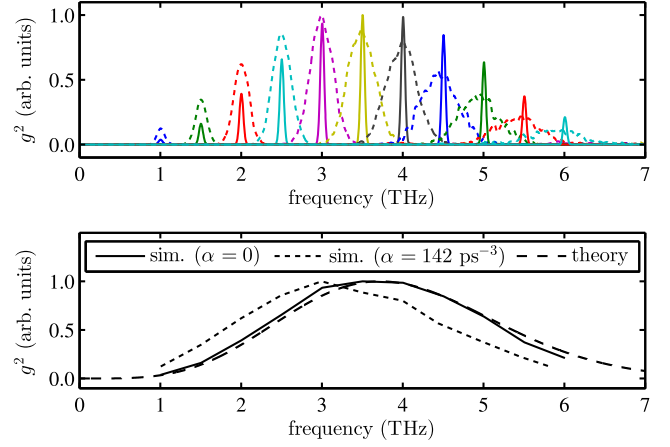 g² (arb. units)
1.0
0.5
0.0
0 1 2 3 4 5 6 7
frequency (THz)
sim. (α = 0) sim. (α = 142 ps⁻³) theory
g² (arb. units)
1.0
0.5
0.0
0 1 2 3 4 5 6 7
frequency (THz)